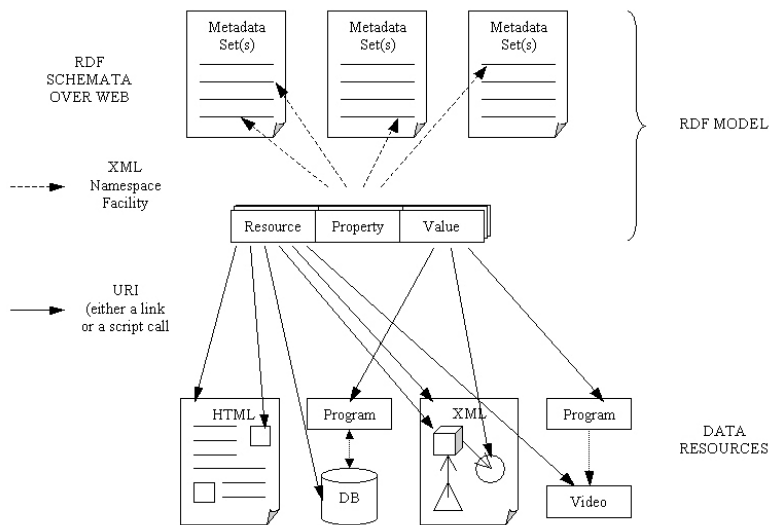 RDF
SCHEMATA
OVER WEB
Metadata
Set(s)
Metadata
Set(s)
Metadata
Set(s)
RDF MODEL
XML
Namespace
Facility
Resource
Property
Value
URI
(either a link
or a script call
HTML
Program
XML
Program
DB
Video
DATA
RESOURCES